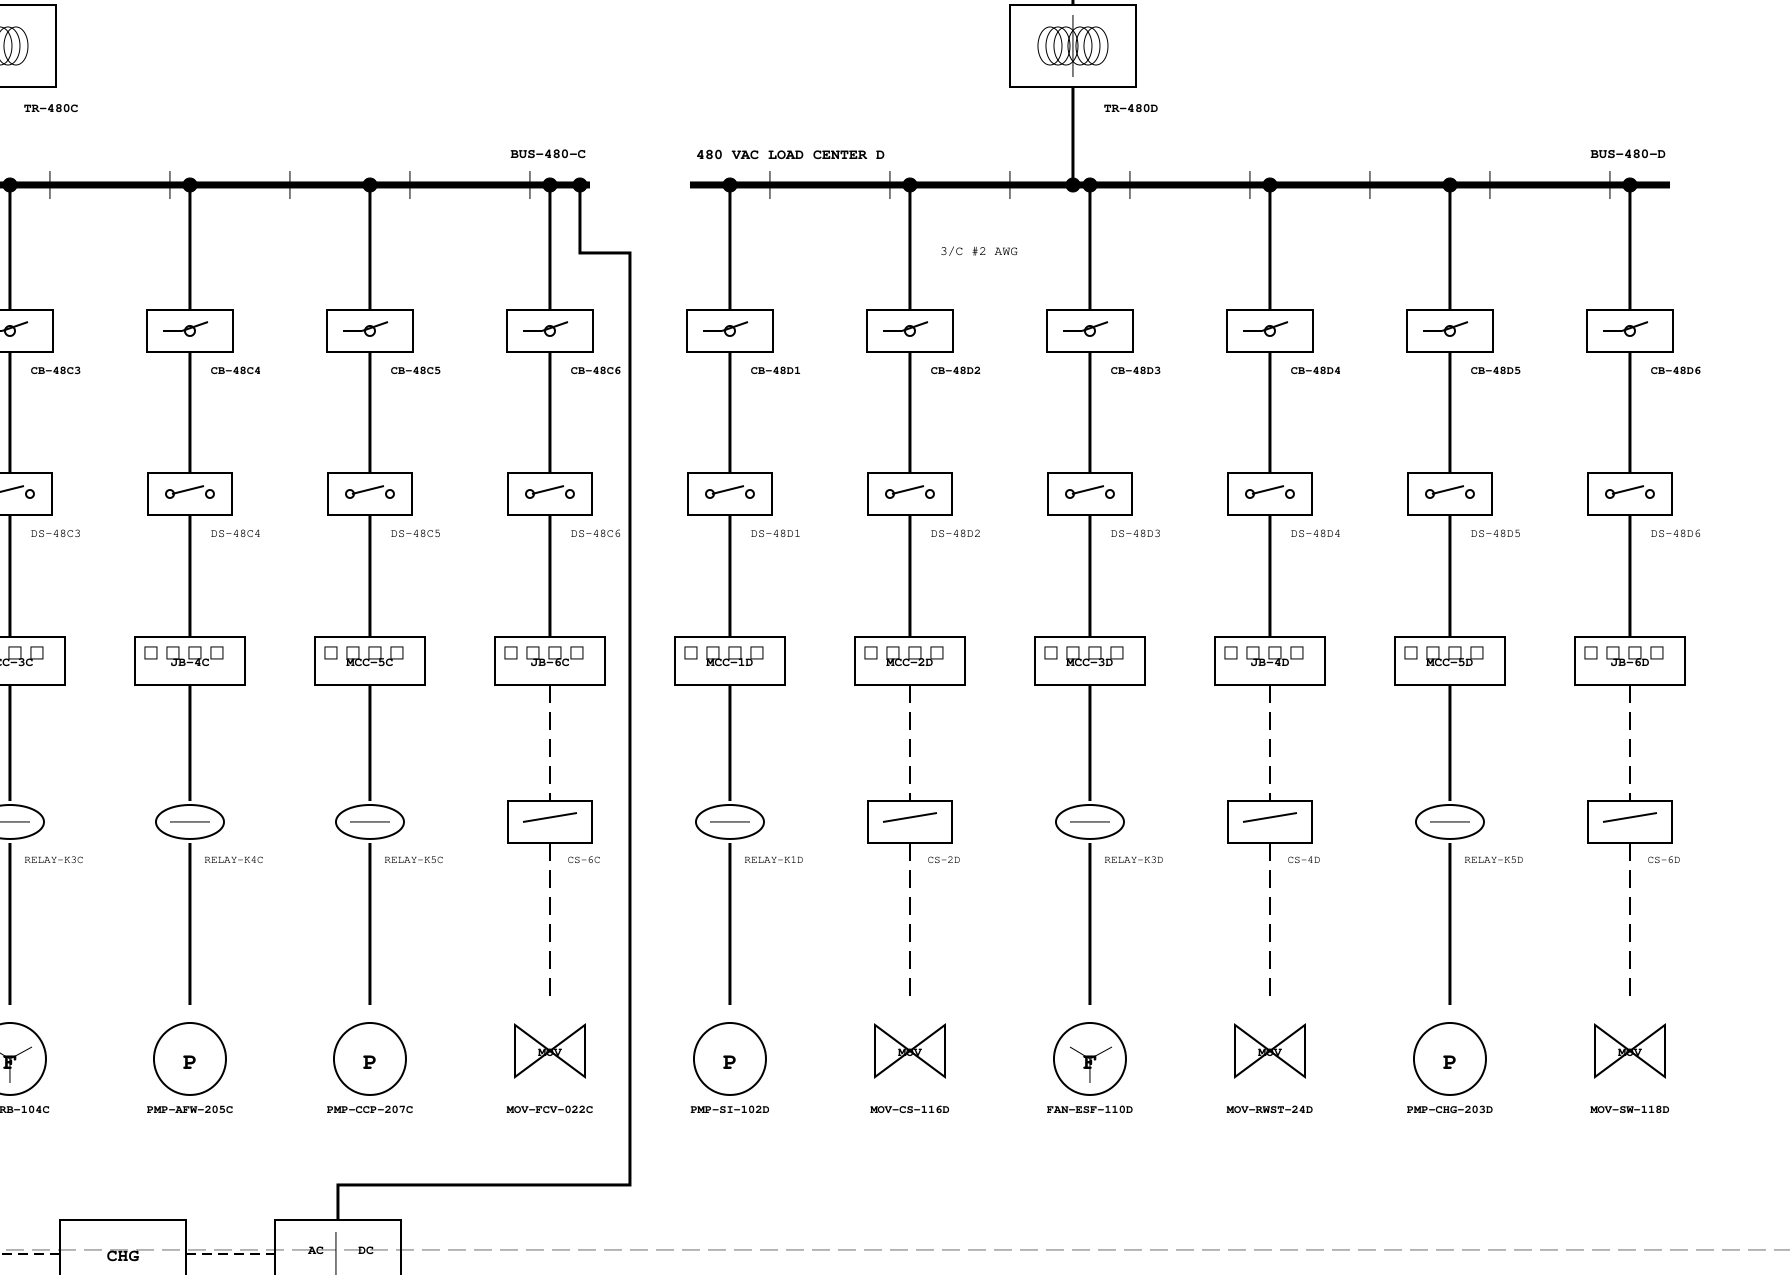 TR-480C
TR-480D
BUS-480-C
480 VAC LOAD CENTER D
BUS-480-D
3/C #2 AWG
CB-48C3
CB-48C4
CB-48C5
CB-48C6
CB-48D1
CB-48D2
CB-48D3
CB-48D4
CB-48D5
CB-48D6
DS-48C3
DS-48C4
DS-48C5
DS-48C6
DS-48D1
DS-48D2
DS-48D3
DS-48D4
DS-48D5
DS-48D6
CC-3C
JB-4C
MCC-5C
JB-6C
MCC-1D
MCC-2D
MCC-3D
JB-4D
MCC-5D
JB-6D
RELAY-K3C
RELAY-K4C
RELAY-K5C
CS-6C
RELAY-K1D
CS-2D
RELAY-K3D
CS-4D
RELAY-K5D
CS-6D
F
P
P
MOV
P
MOV
F
MOV
P
MOV
RB-104C
PMP-AFW-205C
PMP-CCP-207C
MOV-FCV-022C
PMP-SI-102D
MOV-CS-116D
FAN-ESF-110D
MOV-RWST-24D
PMP-CHG-203D
MOV-SW-118D
CHG
AC
DC